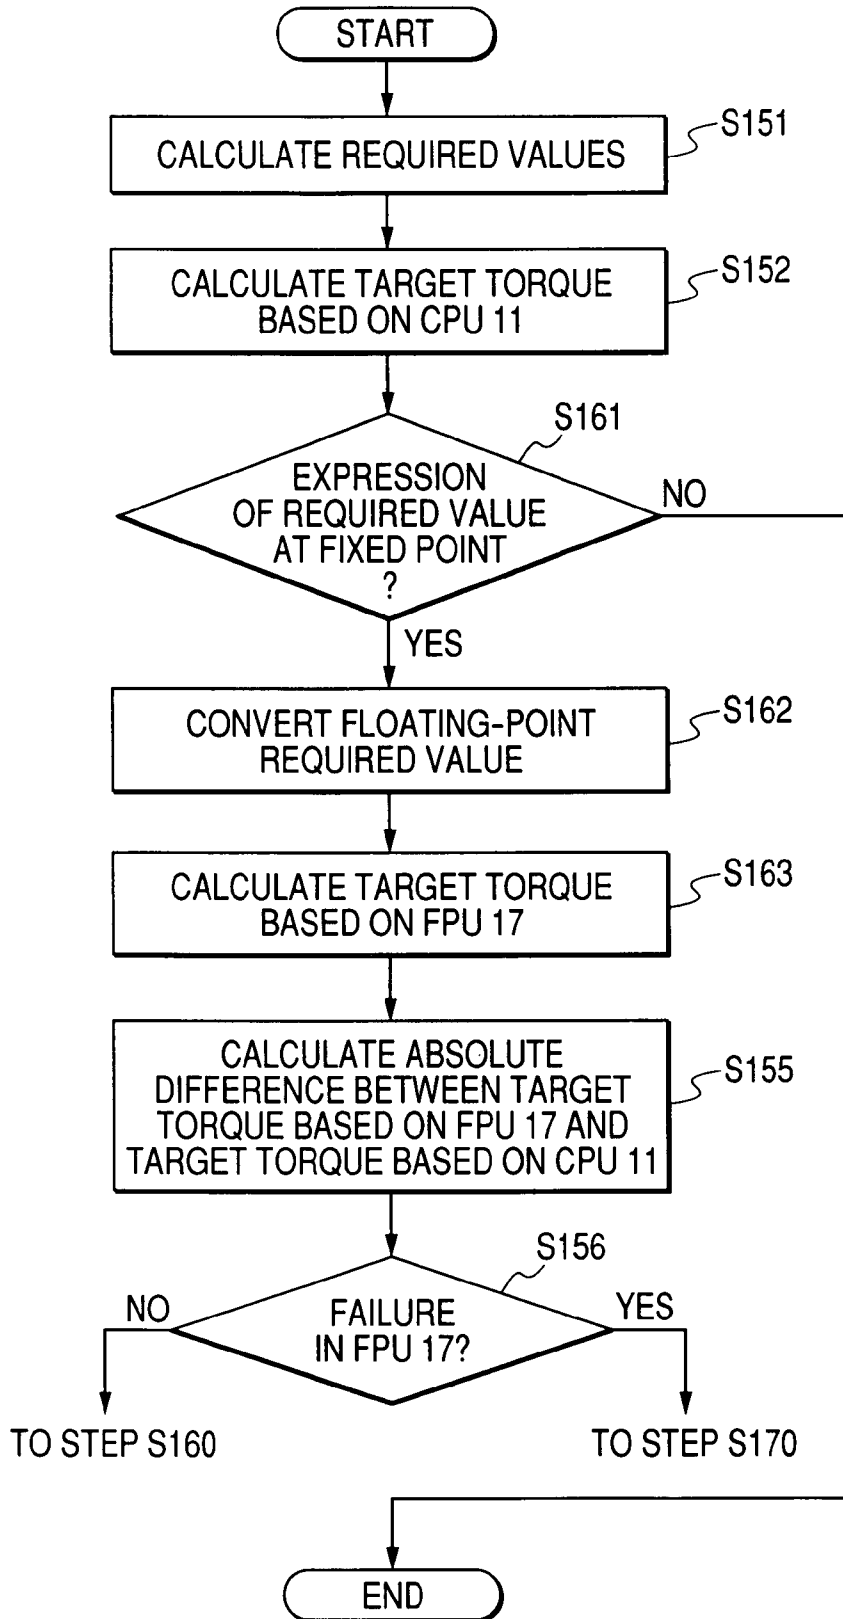 START
CALCULATE REQUIRED VALUES
S151
CALCULATE TARGET TORQUE
BASED ON CPU 11
S152
S161
EXPRESSION
OF REQUIRED VALUE
AT FIXED POINT
?
NO
YES
CONVERT FLOATING-POINT
REQUIRED VALUE
S162
CALCULATE TARGET TORQUE
BASED ON FPU 17
S163
CALCULATE ABSOLUTE
DIFFERENCE BETWEEN TARGET
TORQUE BASED ON FPU 17 AND
TARGET TORQUE BASED ON CPU 11
S155
S156
NO
FAILURE
IN FPU 17?
YES
TO STEP S160
TO STEP S170
END